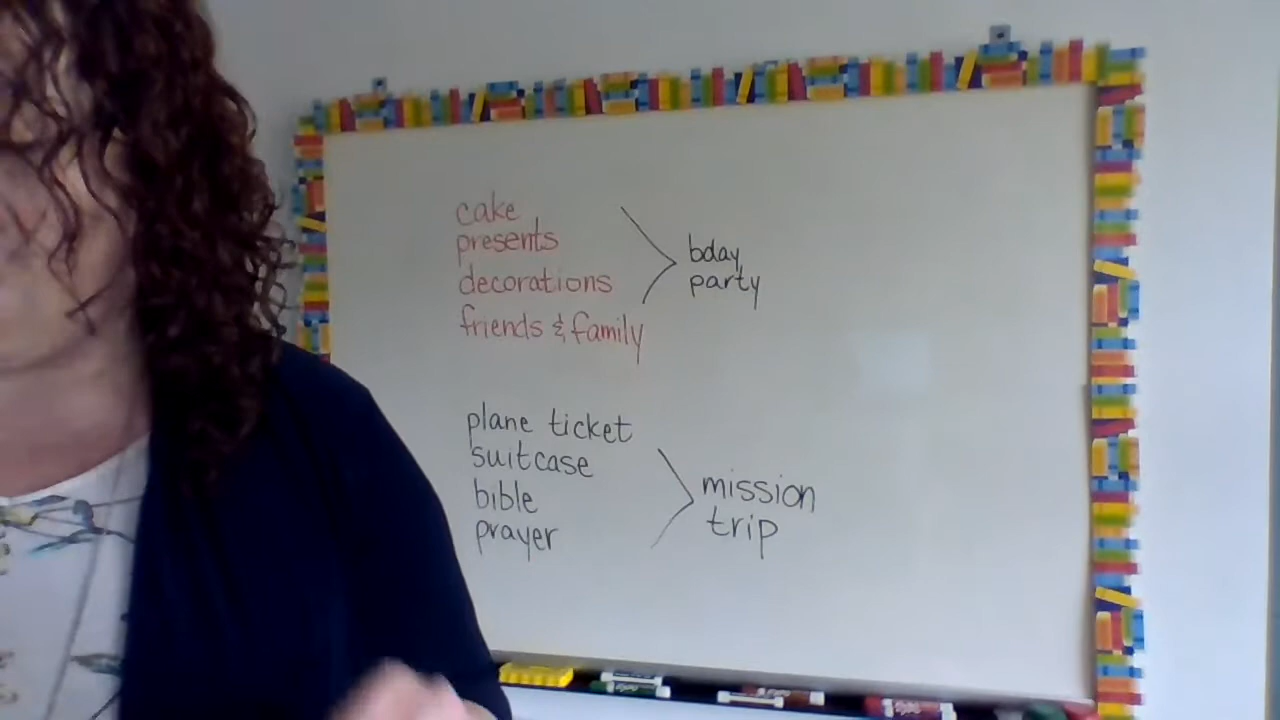 cake
presents
decorations
friends & family
bday
party
plane ticket
suitcase
bible
prayer
mission
trip